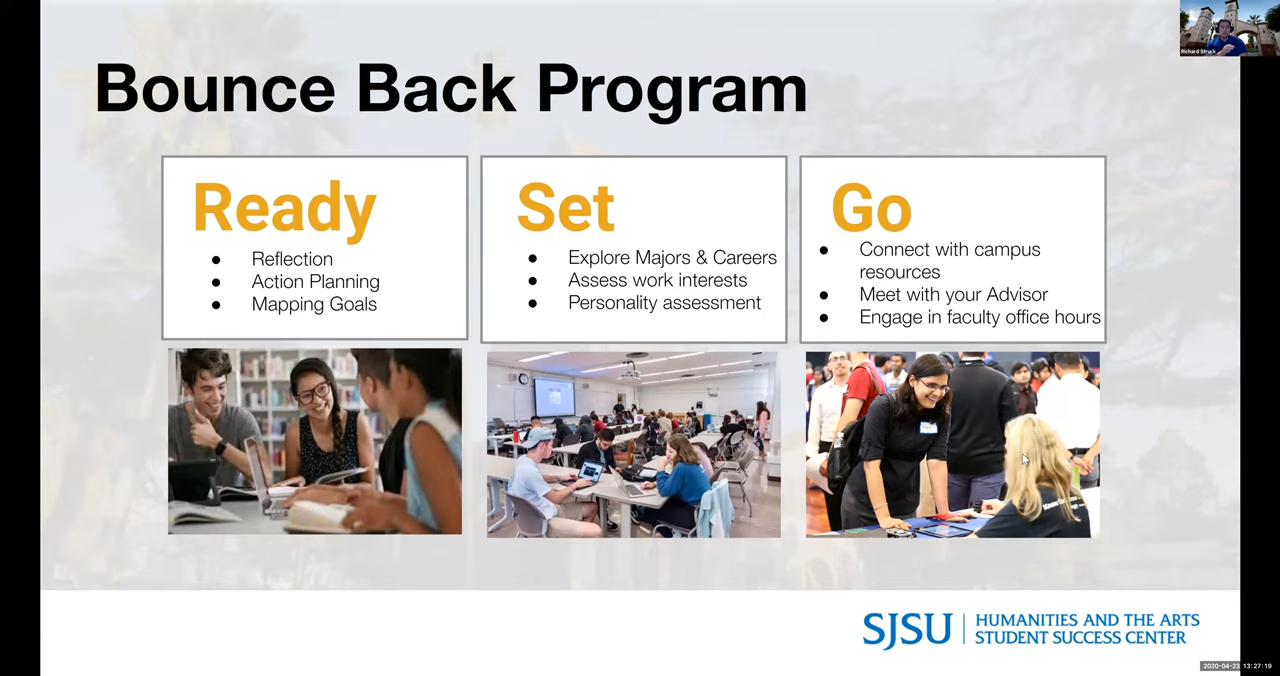 Richard Struck
Bounce Back Program
Ready
● Reflection
● Action Planning
● Mapping Goals
Set
● Explore Majors & Careers
● Assess work interests
● Personality assessment
Go
● Connect with campus
resources
● Meet with your Advisor
● Engage in faculty office hours
SJSU
HUMANITIES AND THE ARTS
STUDENT SUCCESS CENTER
2020-04-23 13:27:19